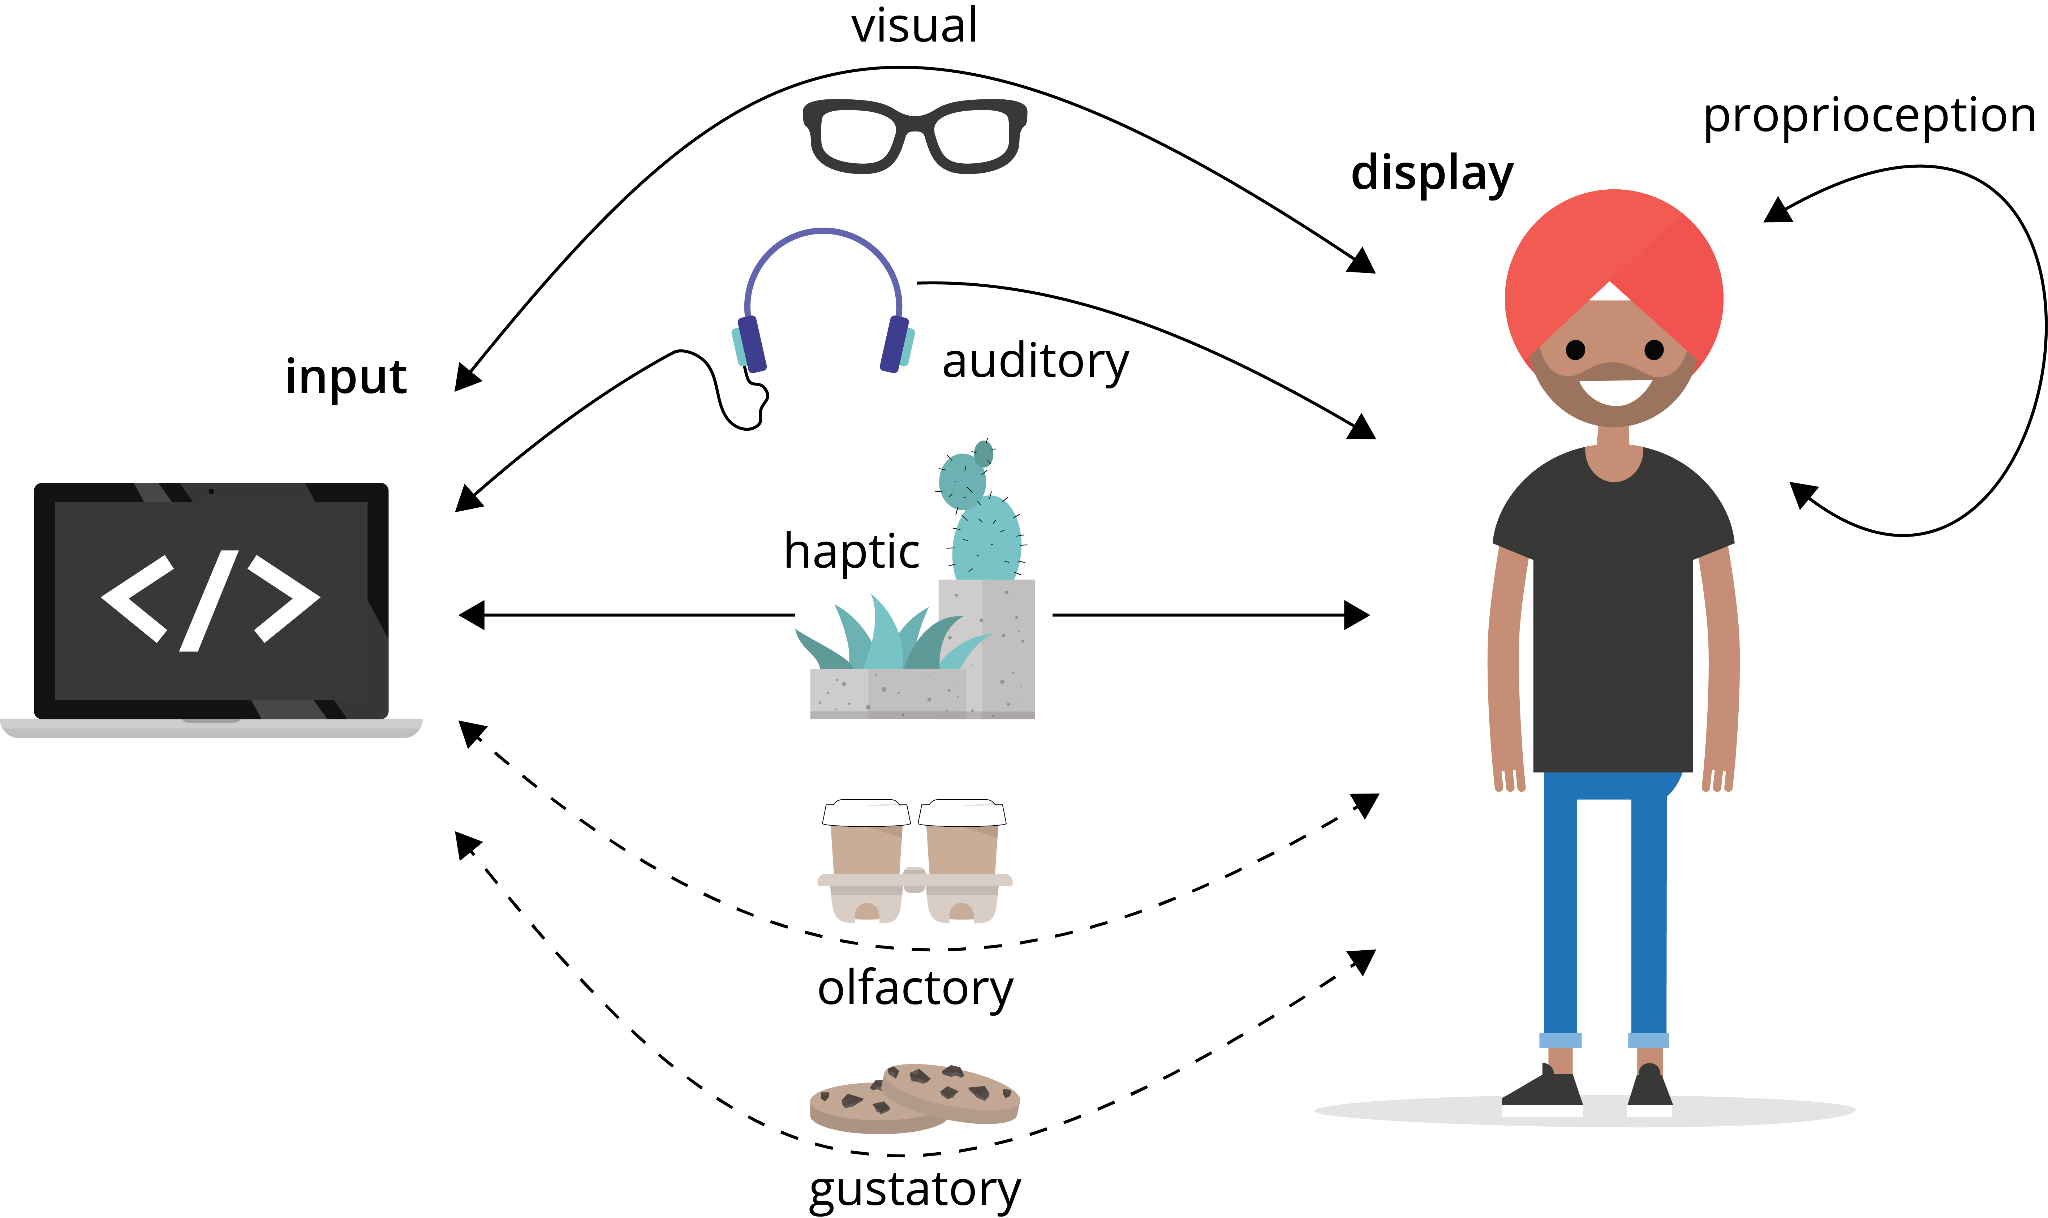 visual
proprioception
display
auditory
input
haptic
</>
olfactory
gustatory